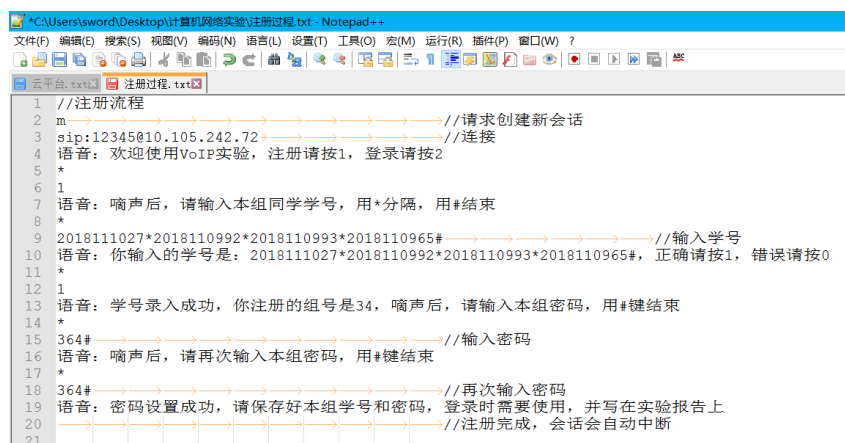 *C:\Users\sword\Desktop\计算机网络实验\注册过程.txt - Notepad++
文件(F) 编辑(E) 搜索(S) 视图(V) 编码(N) 语言(L) 设置(T) 工具(O) 宏(M) 运行(R) 插件(P) 窗口(W) ?
云平台.txt 注册过程.txt
1 //注册流程
2 m //请求创建新会话
3 sip:12345@10.105.242.72 //连接
4 语音：欢迎使用VoIP实验，注册请按1，登录请按2
5 *
6 1
7 语音：嘀声后，请输入本组同学学号，用*分隔，用#结束
8 *
9 2018111027*2018110992*2018110993*2018110965# //输入学号
10 语音：你输入的学号是：2018111027*2018110992*2018110993*2018110965#，正确请按1，错误请按0
11 *
12 1
13 语音：学号录入成功，你注册的组号是34，嘀声后，请输入本组密码，用#键结束
14 *
15 364# //输入密码
16 语音：嘀声后，请再次输入本组密码，用#键结束
17 *
18 364# //再次输入密码
19 语音：密码设置成功，请保存好本组学号和密码，登录时需要使用，并写在实验报告上
20 //注册完成，会话会自动中断
21